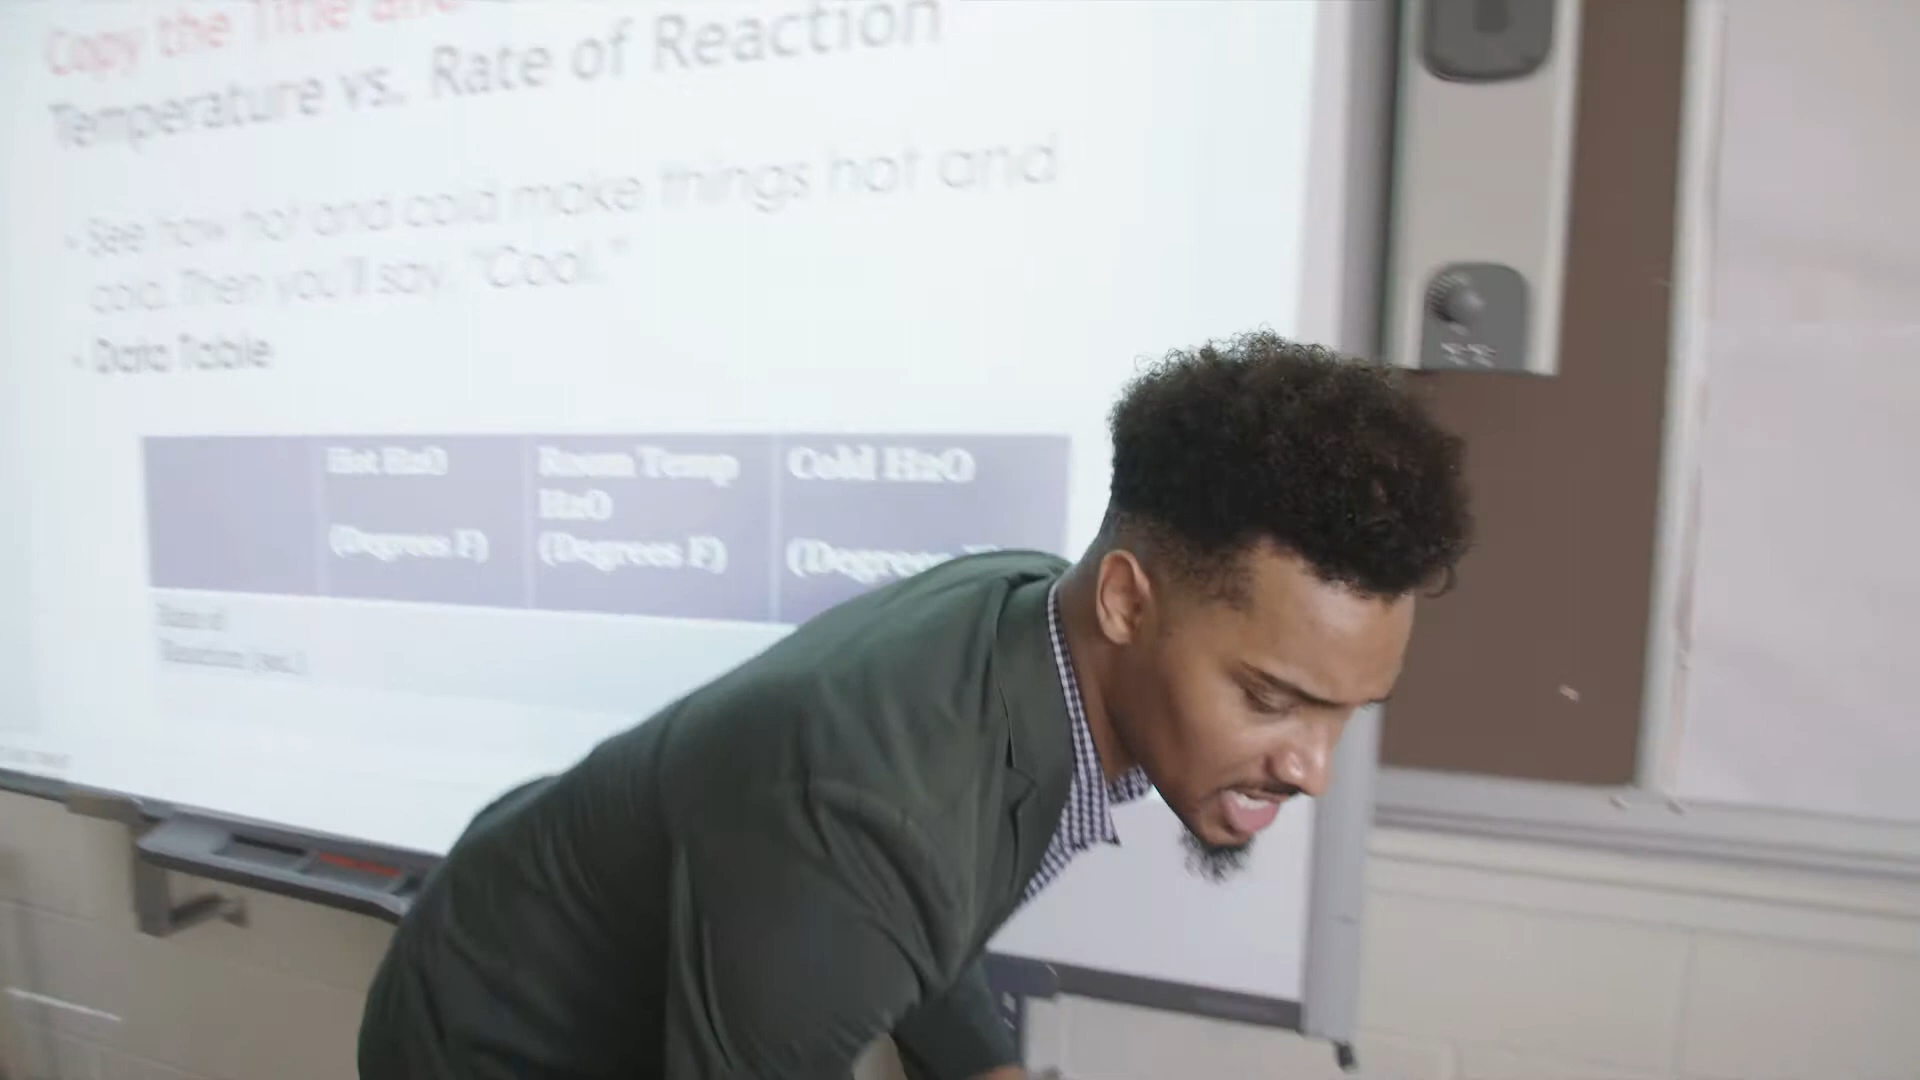 Copy the Title and
Temperature vs. Rate of Reaction
• See how hot and cold make things hot and
cold. Then you'll say, "Cool."
• Data Table
Hot H2O
(Degrees F)
Room Temp
H2O
(Degrees F)
Cold H2O
(Degrees
Rate of
Reaction (sec.)